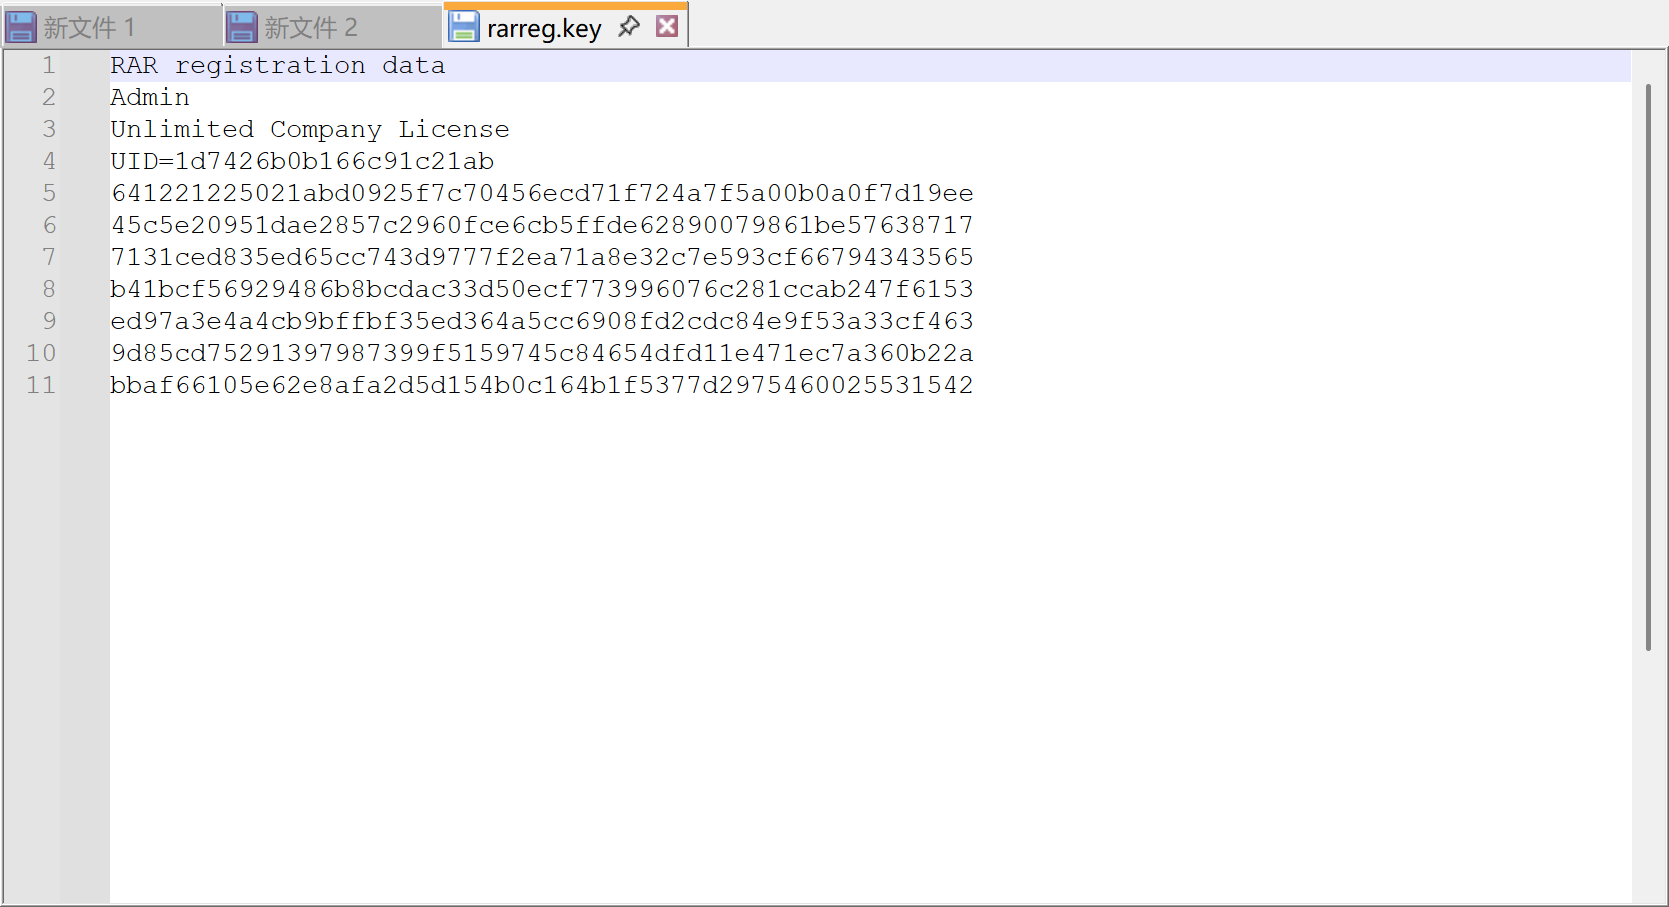 新文件 1
新文件 2
rarreg.key
1 RAR registration data
2 Admin
3 Unlimited Company License
4 UID=1d7426b0b166c91c21ab
5 641221225021abd0925f7c70456ecd71f724a7f5a00b0a0f7d19ee
6 45c5e20951dae2857c2960fce6cb5ffde62890079861be57638717
7 7131ced835ed65cc743d9777f2ea71a8e32c7e593cf66794343565
8 b41bcf56929486b8bcdac33d50ecf773996076c281ccab247f6153
9 ed97a3e4a4cb9bffbf35ed364a5cc6908fd2cdc84e9f53a33cf463
10 9d85cd75291397987399f5159745c84654dfd11e471ec7a360b22a
11 bbaf66105e62e8afa2d5d154b0c164b1f5377d2975460025531542